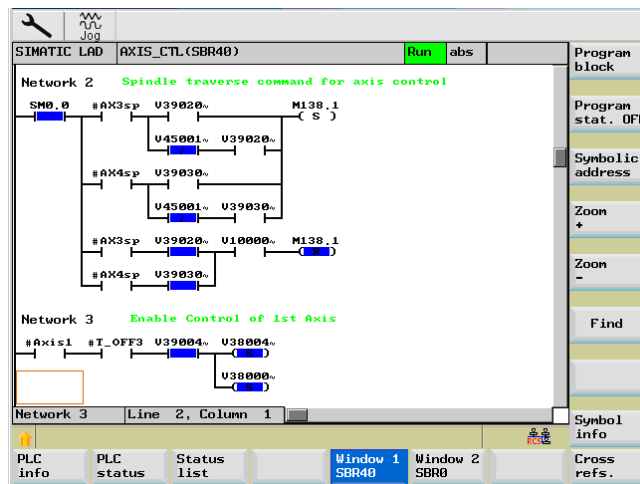 Jog
SIMATIC LAD AXIS_CTL(SBR40) Run abs
Program block
Network 2 Spindle traverse command for axis control
SM0.0 #AX3sp V39020~ M138.1
( S )
V45001~ V39020~
/
#AX4sp V39030~
V45001~ V39030~
/
#AX3sp V39020~ V10000~ M138.1
( R )
#AX4sp V39030~
Network 3 Enable Control of 1st Axis
#Axis1 #T_OFF3 V39004~ V38004~
( S )
V38000~
( S )
Network 3 Line 2, Column 1
Program stat. OFF
Symbolic address
Zoom +
Zoom -
Find
Symbol info
Cross refs.
PLC info
PLC status
Status list
Window 1 SBR40
Window 2 SBR0